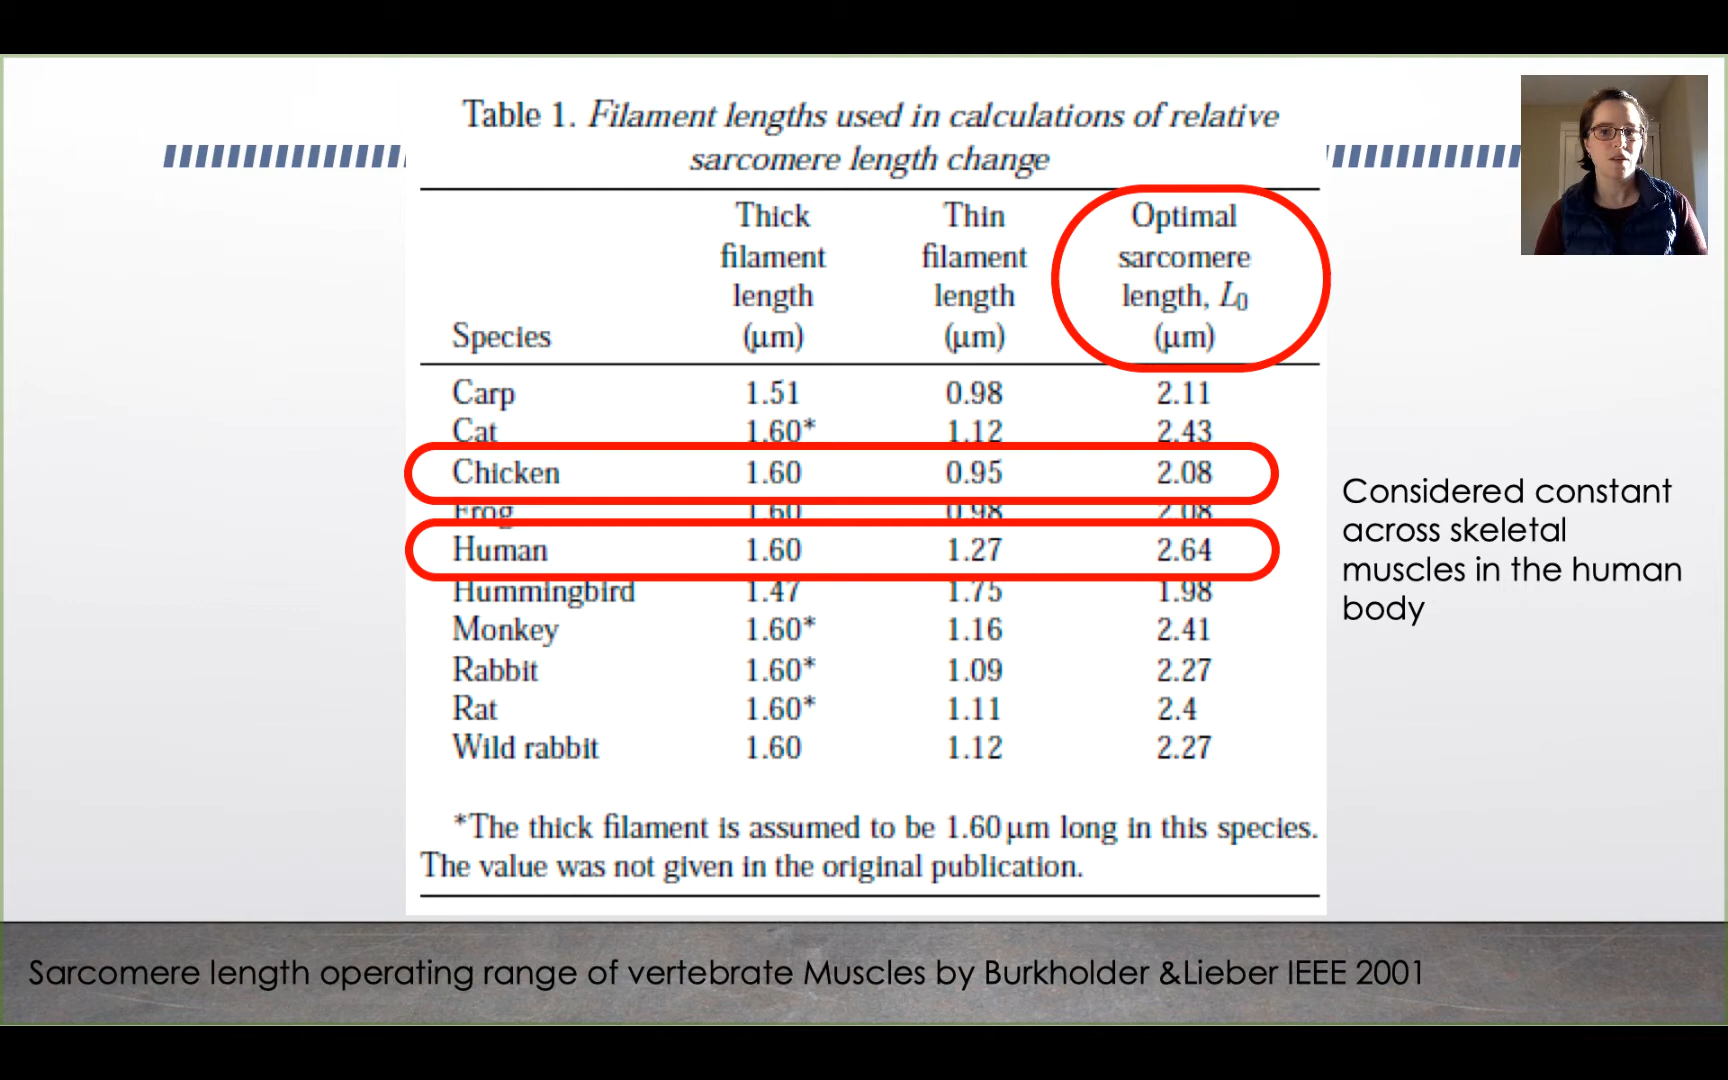 Table 1. Filament lengths used in calculations of relative
sarcomere length change
Species
Thick
filament
length
(μm)
Thin
filament
length
(μm)
Optimal
sarcomere
length, L0
(μm)
Carp 1.51 0.98 2.11
Cat 1.60* 1.12 2.43
Chicken 1.60 0.95 2.08
Frog 1.60 0.98 2.08
Human 1.60 1.27 2.64
Hummingbird 1.47 1.75 1.98
Monkey 1.60* 1.16 2.41
Rabbit 1.60* 1.09 2.27
Rat 1.60* 1.11 2.4
Wild rabbit 1.60 1.12 2.27
*The thick filament is assumed to be 1.60 μm long in this species.
The value was not given in the original publication.
Considered constant
across skeletal
muscles in the human
body
Sarcomere length operating range of vertebrate Muscles by Burkholder &Lieber IEEE 2001